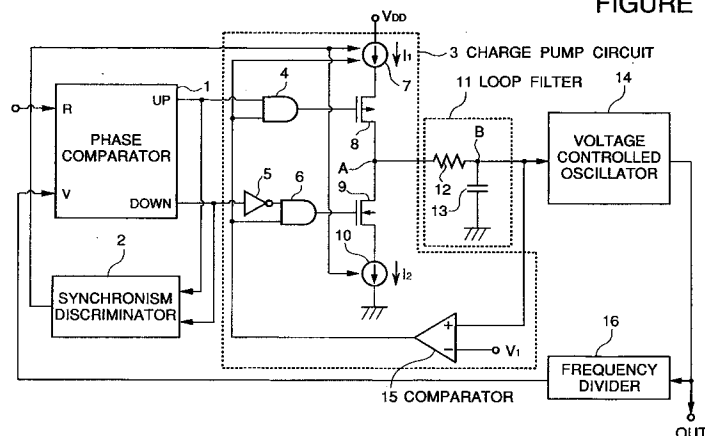 FIGURE
VDD
I1
3 CHARGE PUMP CIRCUIT
7
11 LOOP FILTER
14
1
4
UP
R
PHASE COMPARATOR
8
B
VOLTAGE CONTROLLED OSCILLATOR
A
12
V
DOWN
5
6
9
13
2
10
I2
SYNCHRONISM DISCRIMINATOR
+
−
V1
16
FREQUENCY DIVIDER
15 COMPARATOR
OUT